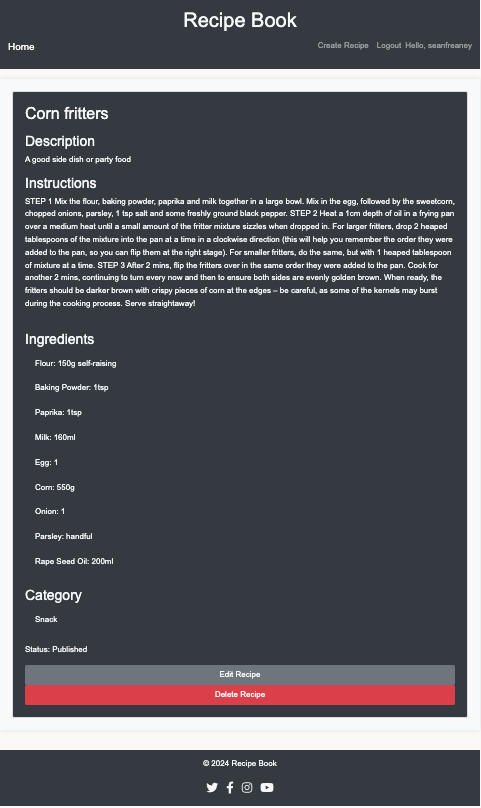 Recipe Book
Home
Create Recipe Logout Hello, seanfreaney
Corn fritters
Description
A good side dish or party food
Instructions
STEP 1 Mix the flour, baking powder, paprika and milk together in a large bowl. Mix in the egg, followed by the sweetcorn,
chopped onions, parsley, 1 tsp salt and some freshly ground black pepper. STEP 2 Heat a 1cm depth of oil in a frying pan
over a medium heat until a small amount of the fritter mixture sizzles when dropped in. For larger fritters, drop 2 heaped
tablespoons of the mixture into the pan at a time in a clockwise direction (this will help you remember the order they were
added to the pan, so you can flip them at the right stage). For smaller fritters, do the same, but with 1 heaped tablespoon
of mixture at a time. STEP 3 After 2 mins, flip the fritters over in the same order they were added to the pan. Cook for
another 2 mins, continuing to turn every now and then to ensure both sides are evenly golden brown. When ready, the
fritters should be darker brown with crispy pieces of corn at the edges – be careful, as some of the kernels may burst
during the cooking process. Serve straightaway!
Ingredients
Flour: 150g self-raising
Baking Powder: 1tsp
Paprika: 1tsp
Milk: 160ml
Egg: 1
Corn: 550g
Onion: 1
Parsley: handful
Rape Seed Oil: 200ml
Category
Snack
Status: Published
Edit Recipe
Delete Recipe
© 2024 Recipe Book